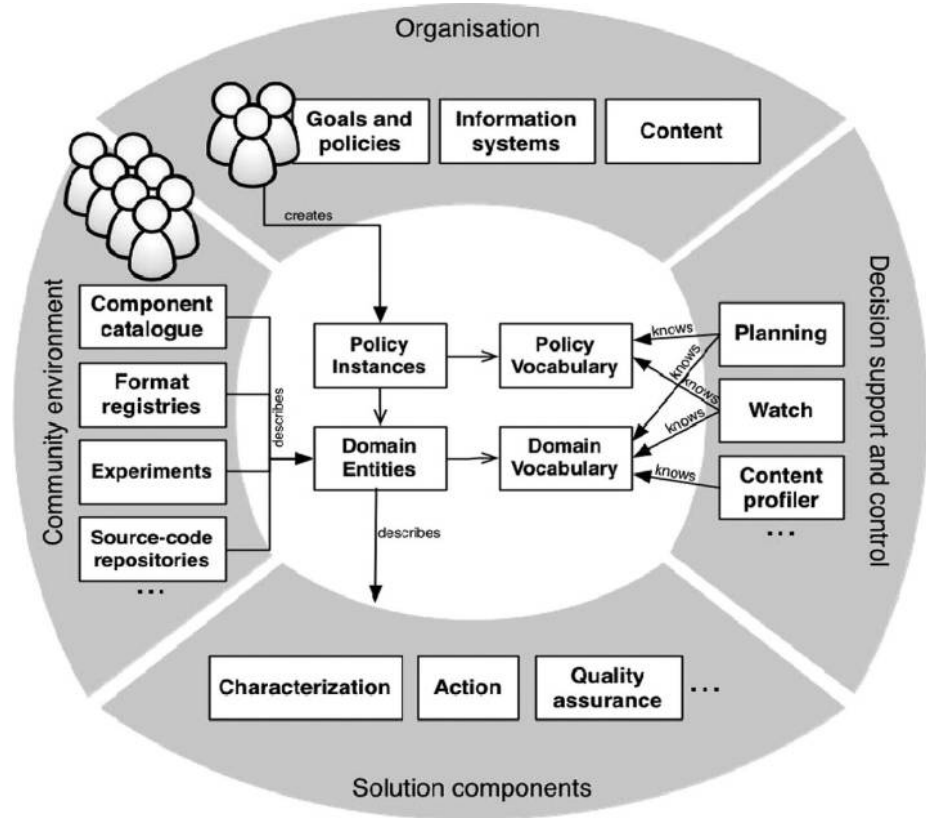 Organisation
Goals and
policies
Information
systems
Content
creates
Community environment
Component
catalogue
Format
registries
Experiments
Source-code
repositories
...
describes
Policy
Instances
Policy
Vocabulary
Domain
Entities
Domain
Vocabulary
describes
knows
knows
knows
knows
knows
Decision support and control
Planning
Watch
Content
profiler
...
Characterization
Action
Quality
assurance
...
Solution components